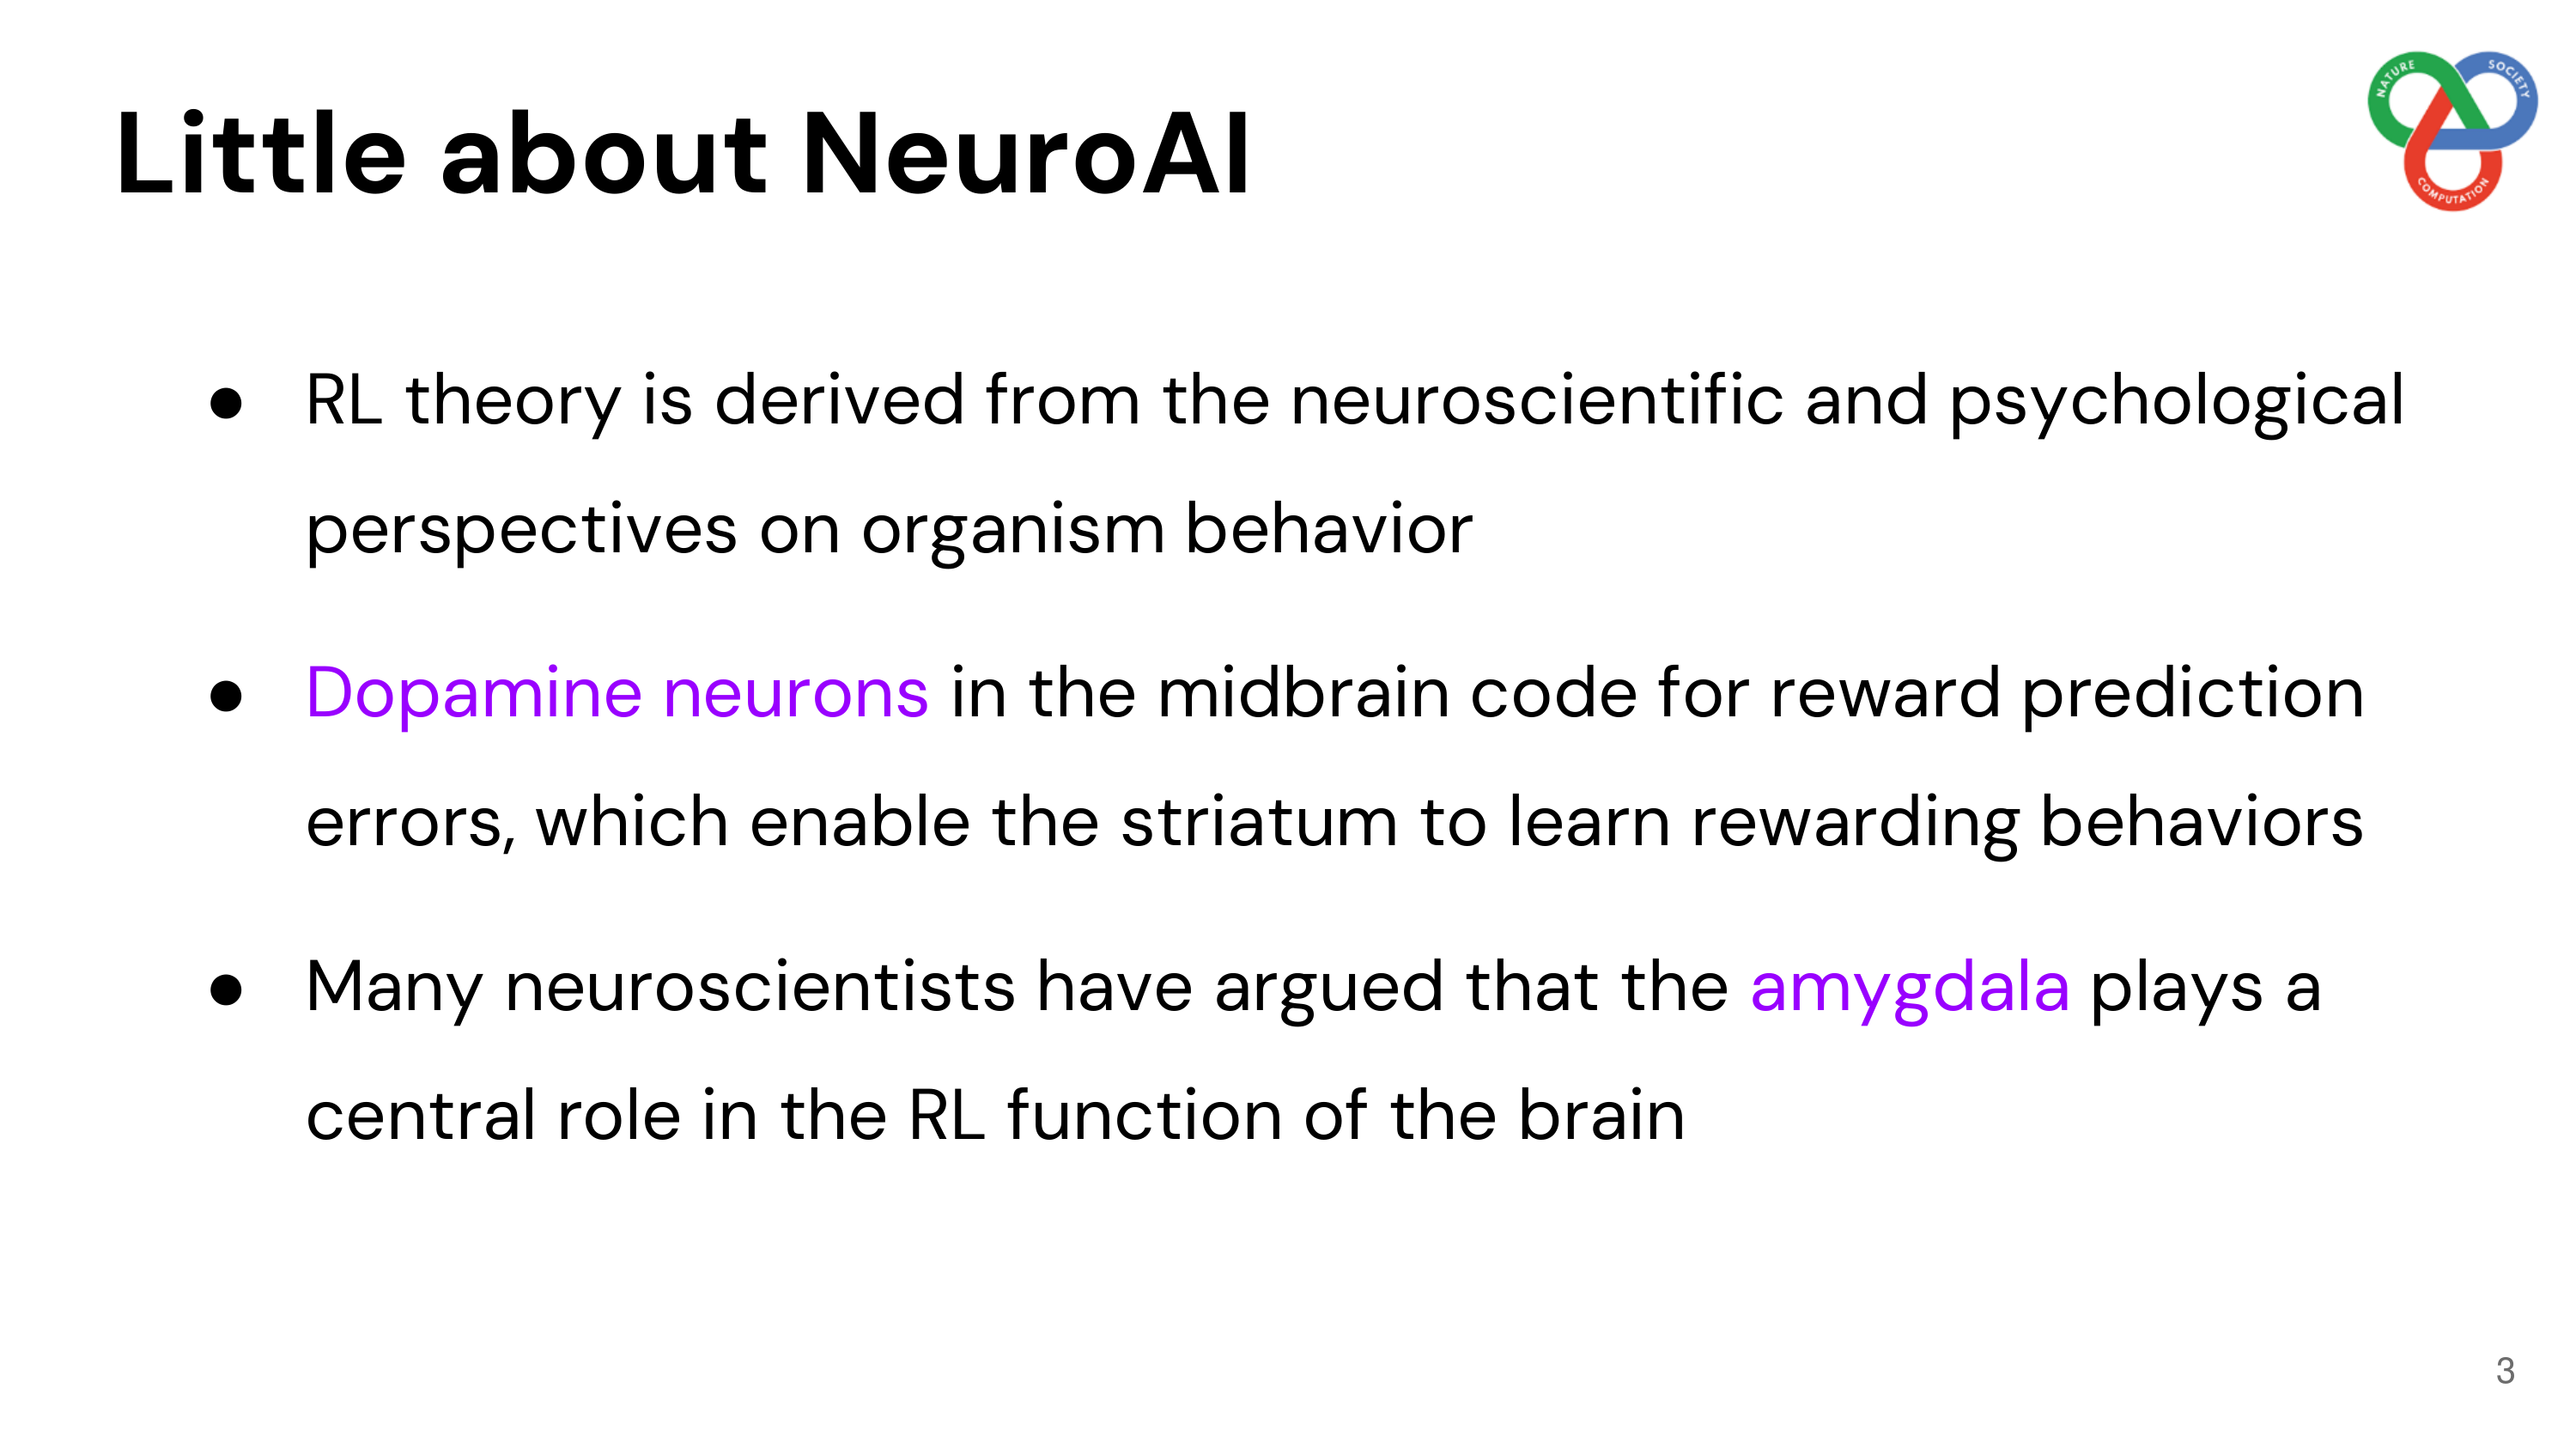 Little about NeuroAI
NATURE
SOCIETY
COMPUTATION
● RL theory is derived from the neuroscientific and psychological
perspectives on organism behavior
● Dopamine neurons in the midbrain code for reward prediction
errors, which enable the striatum to learn rewarding behaviors
● Many neuroscientists have argued that the amygdala plays a
central role in the RL function of the brain
3